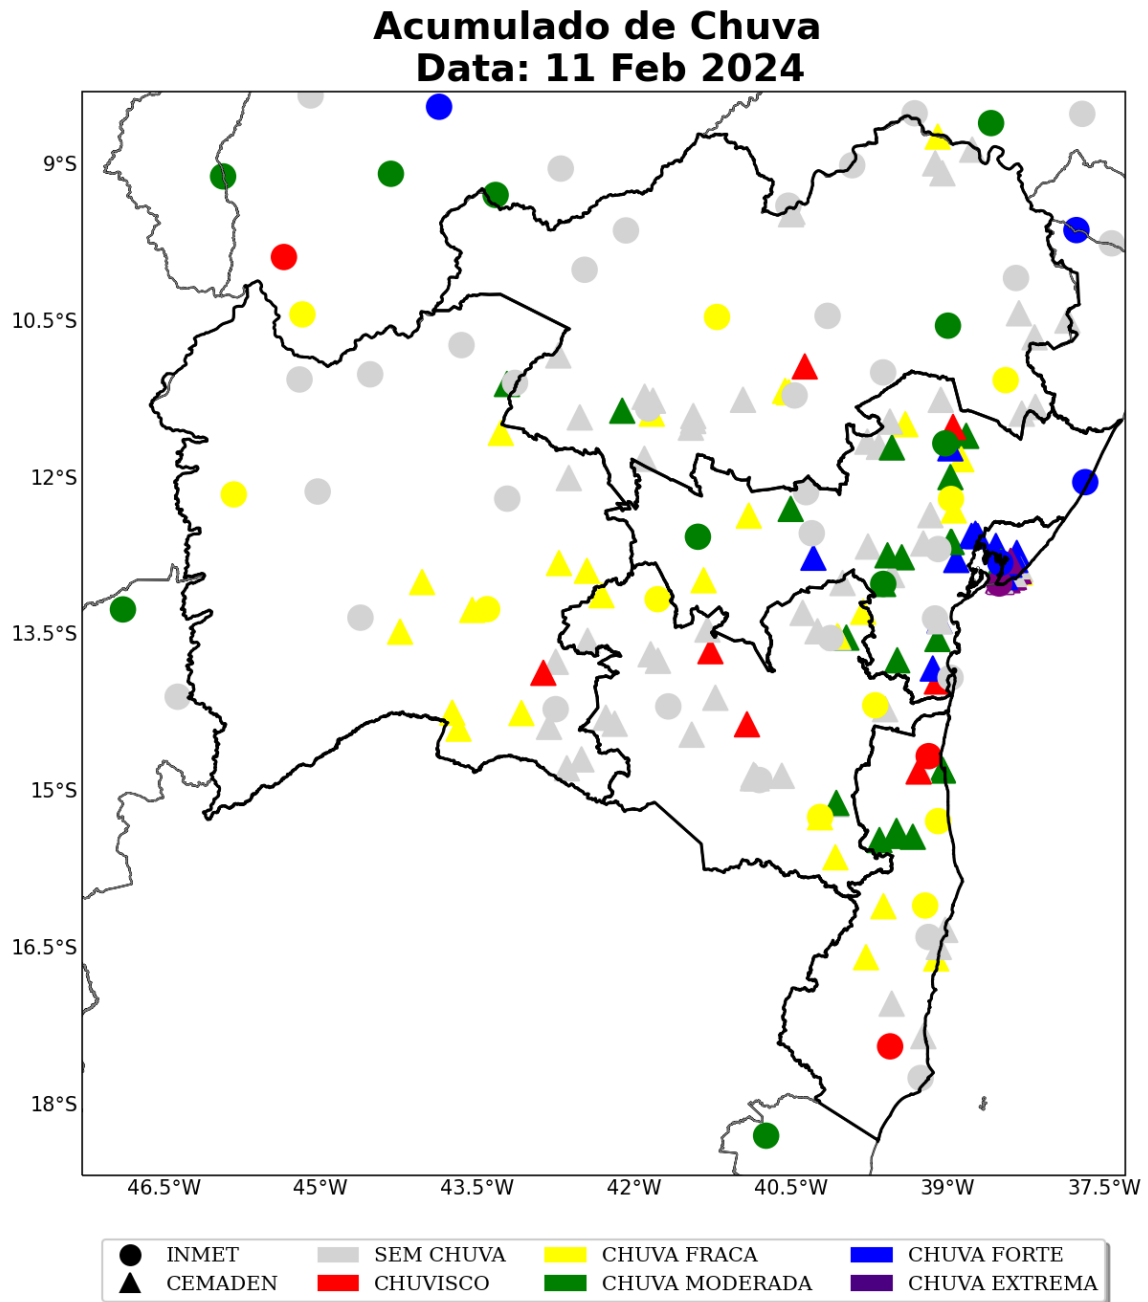 Acumulado de Chuva
Data: 11 Feb 2024
9°S
10.5°S
12°S
13.5°S
15°S
16.5°S
18°S
46.5°W 45°W 43.5°W 42°W 40.5°W 39°W 37.5°W
INMET SEM CHUVA CHUVA FRACA CHUVA FORTE
CEMADEN CHUVISCO CHUVA MODERADA CHUVA EXTREMA